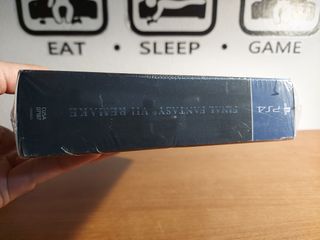 EAT • SLEEP • GAME
PS4
FINAL FANTASY® VII REMAKE